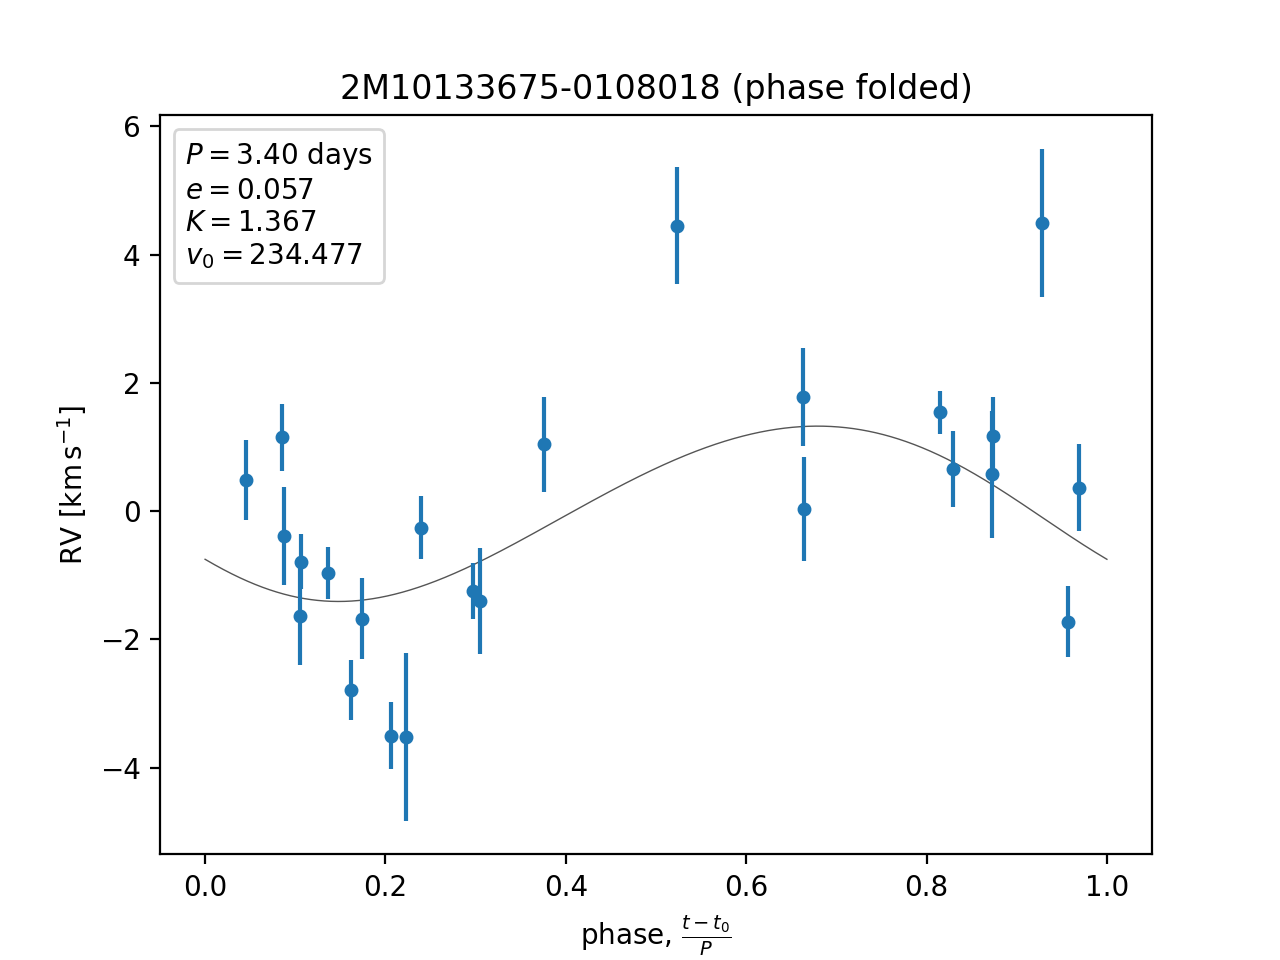 2M10133675-0108018 (phase folded)
P = 3.40 days
e = 0.057
K = 1.367
v₀ = 234.477
6
4
2
0
−2
−4
RV [km s⁻¹]
0.0 0.2 0.4 0.6 0.8 1.0
phase, (t − t₀)/P